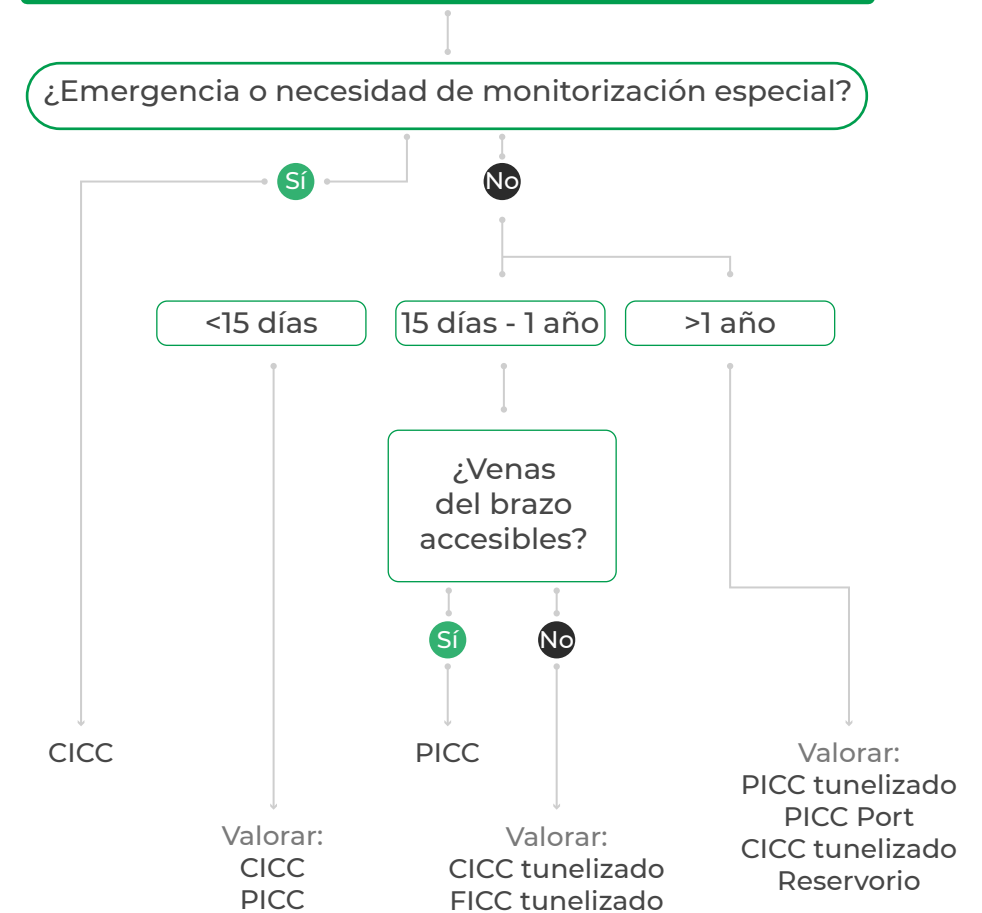 ¿Emergencia o necesidad de monitorización especial?
Sí
No
<15 días
15 días - 1 año
>1 año
¿Venas
del brazo
accesibles?
Sí
No
CICC
PICC
Valorar:
PICC tunelizado
PICC Port
CICC tunelizado
Reservorio
Valorar:
CICC
PICC
Valorar:
CICC tunelizado
FICC tunelizado